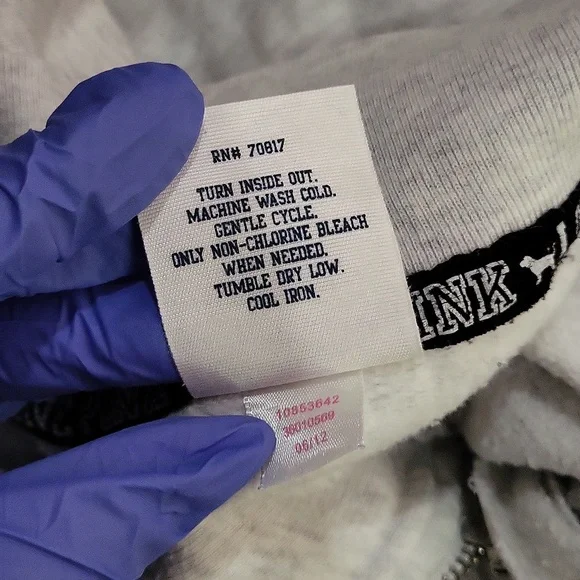 RN# 70817
TURN INSIDE OUT.
MACHINE WASH COLD.
GENTLE CYCLE.
ONLY NON-CHLORINE BLEACH
WHEN NEEDED.
TUMBLE DRY LOW.
COOL IRON.
INK
10853642
36010509
06/12